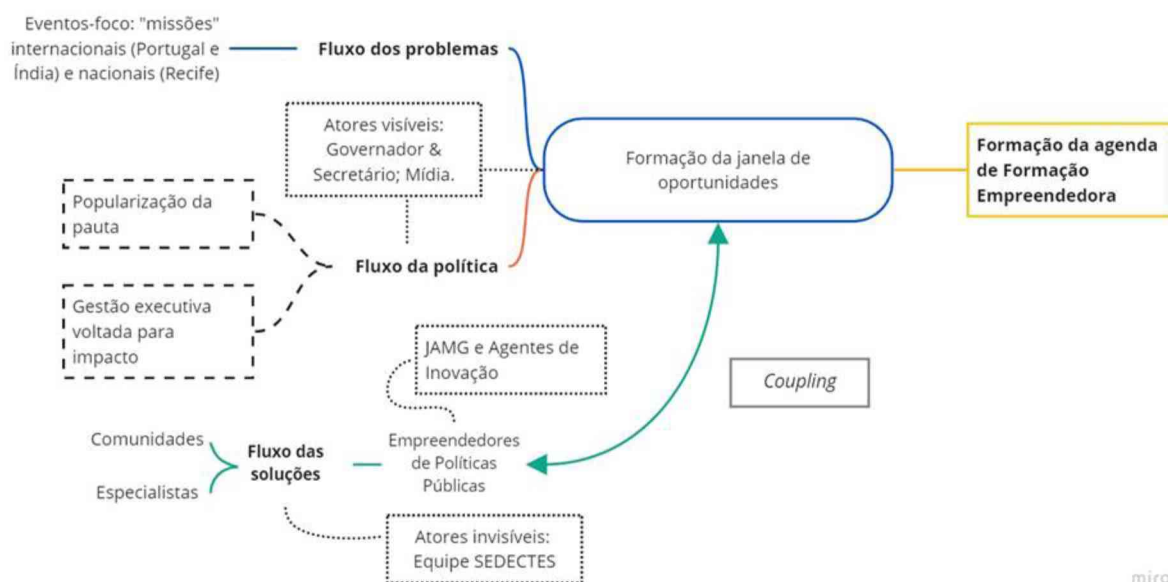 Eventos-foco: "missões"
internacionais (Portugal e
Índia) e nacionais (Recife)
Fluxo dos problemas
Atores visíveis:
Governador &
Secretário; Mídia.
Formação da janela de
oportunidades
Formação da agenda
de Formação
Empreendedora
Popularização da
pauta
Fluxo da política
Gestão executiva
voltada para
impacto
JAMG e Agentes de
Inovação
Coupling
Comunidades
Especialistas
Fluxo das
soluções
Empreendedores
de Políticas
Públicas
Atores invisíveis:
Equipe SEDECTES
miro